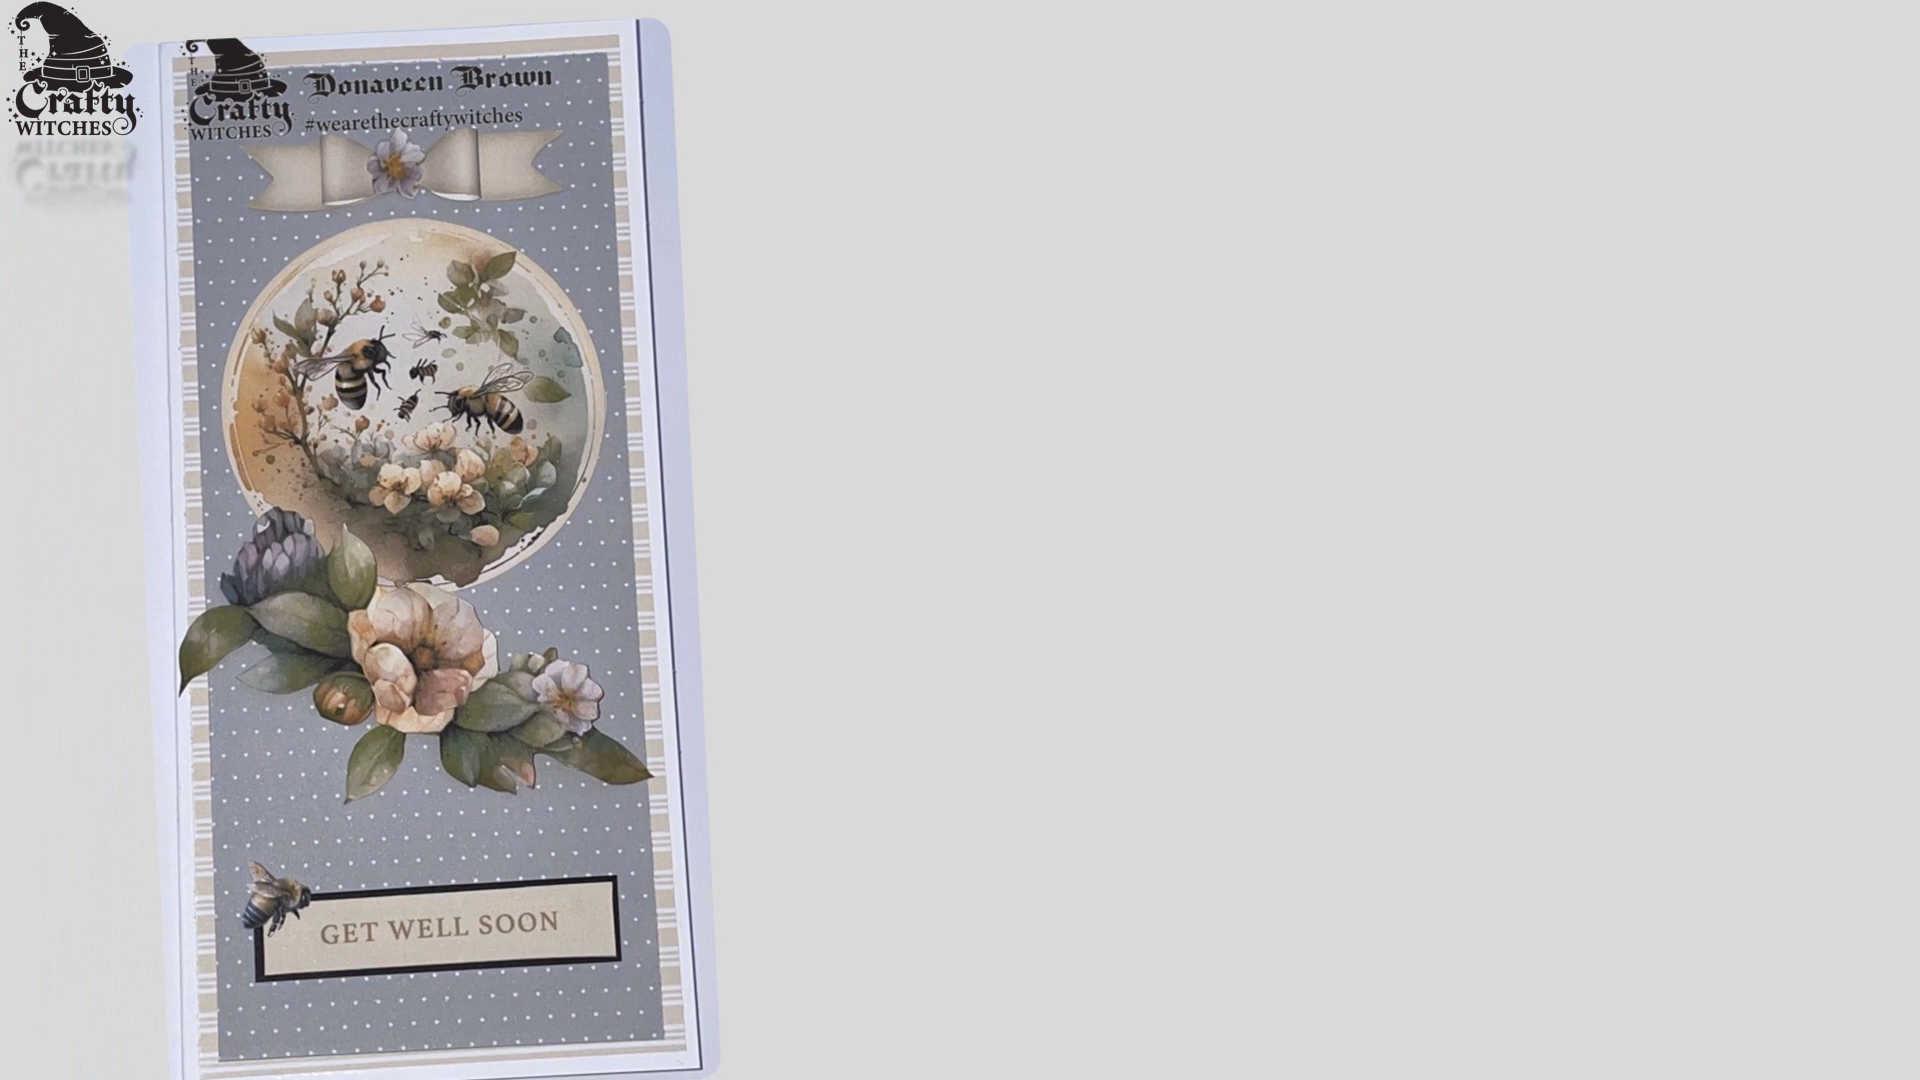 THE
Crafty
WITCHES
THE
Crafty
WITCHES
Donaveen Brown
#wearethecraftywitches
GET WELL SOON